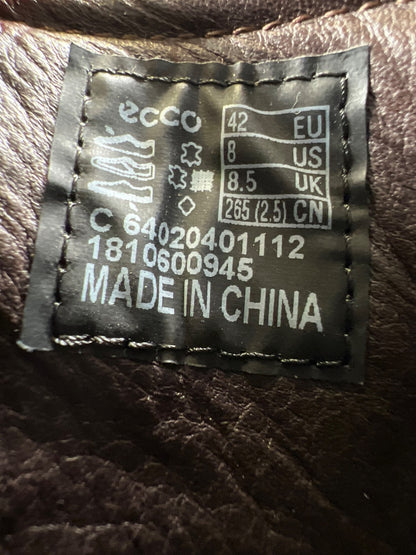 ecco
42 EU
8 US
8.5 UK
265 (2.5) CN
C 64020401112
1810600945
MADE IN CHINA